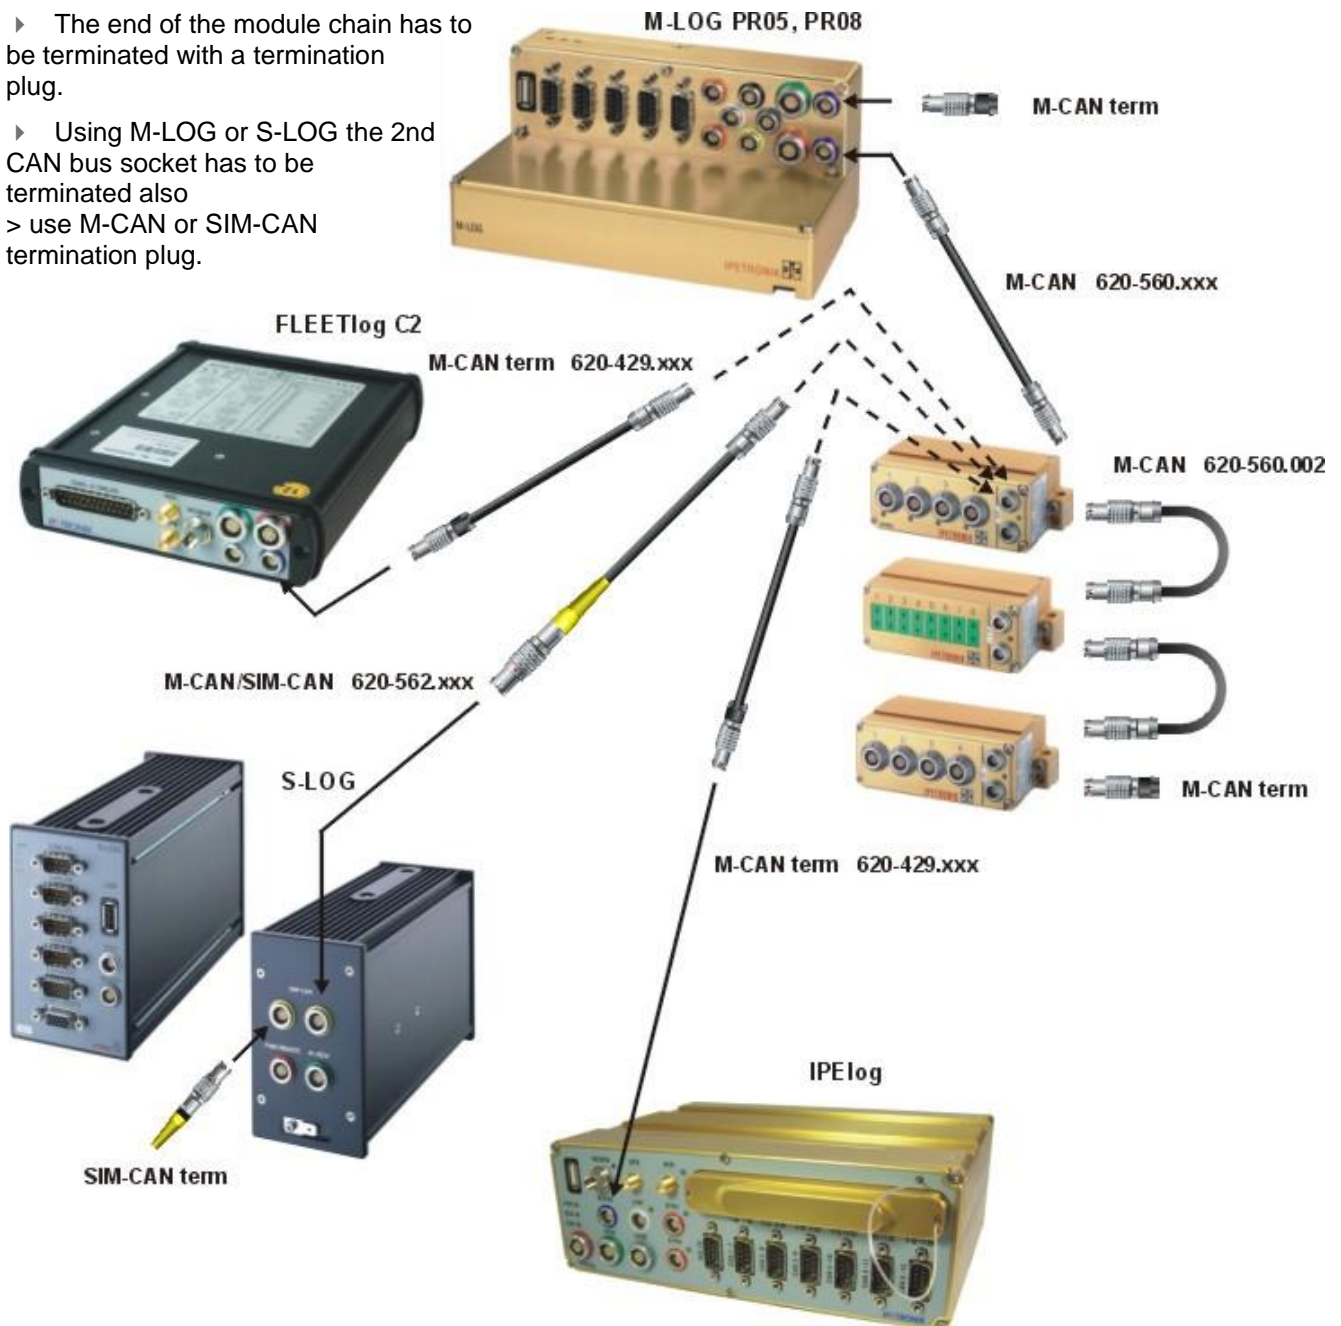 The end of the module chain has to
be terminated with a termination
plug.
Using M-LOG or S-LOG the 2nd
CAN bus socket has to be
terminated also
> use M-CAN or SIM-CAN
termination plug.
M-LOG PR05, PR08
M-CAN term
M-LOG
IPETRONIK
M-CAN 620-560.xxx
FLEETlog C2
M-CAN term 620-429.xxx
M-CAN 620-560.002
M-CAN/SIM-CAN 620-562.xxx
S-LOG
M-CAN term
M-CAN term 620-429.xxx
SIM-CAN term
IPElog